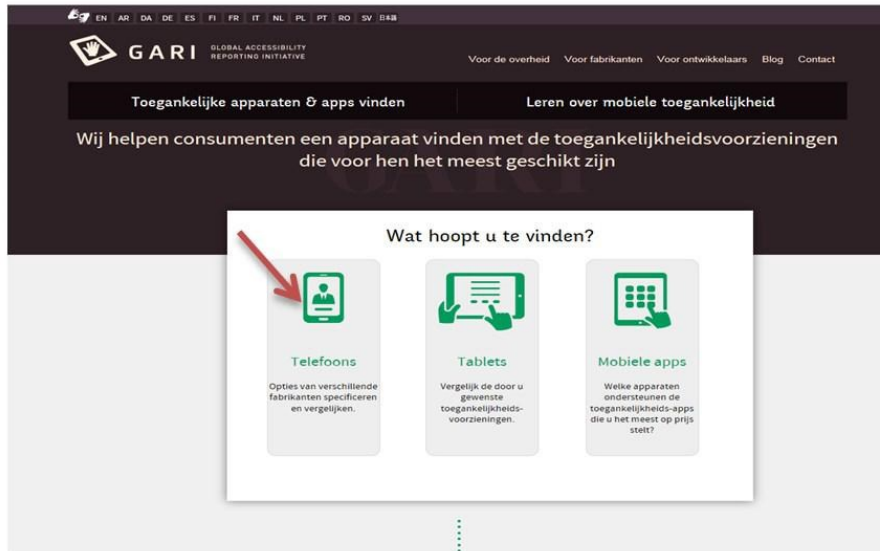 EN AR DA DE ES FI FR IT NL PL PT RO SV 日本語
GARI GLOBAL ACCESSIBILITY
REPORTING INITIATIVE
Voor de overheid Voor fabrikanten Voor ontwikkelaars Blog Contact
Toegankelijke apparaten & apps vinden Leren over mobiele toegankelijkheid
Wij helpen consumenten een apparaat vinden met de toegankelijkheidsvoorzieningen
die voor hen het meest geschikt zijn
GARI
Wat hoopt u te vinden?
Telefoons
Opties van verschillende
fabrikanten specificeren
en vergelijken.
Tablets
Vergelijk de door u
gewenste
toegankelijkheids-
voorzieningen.
Mobiele apps
Welke apparaten
ondersteunen de
toegankelijkheids-apps
die u het meest op prijs
stelt?